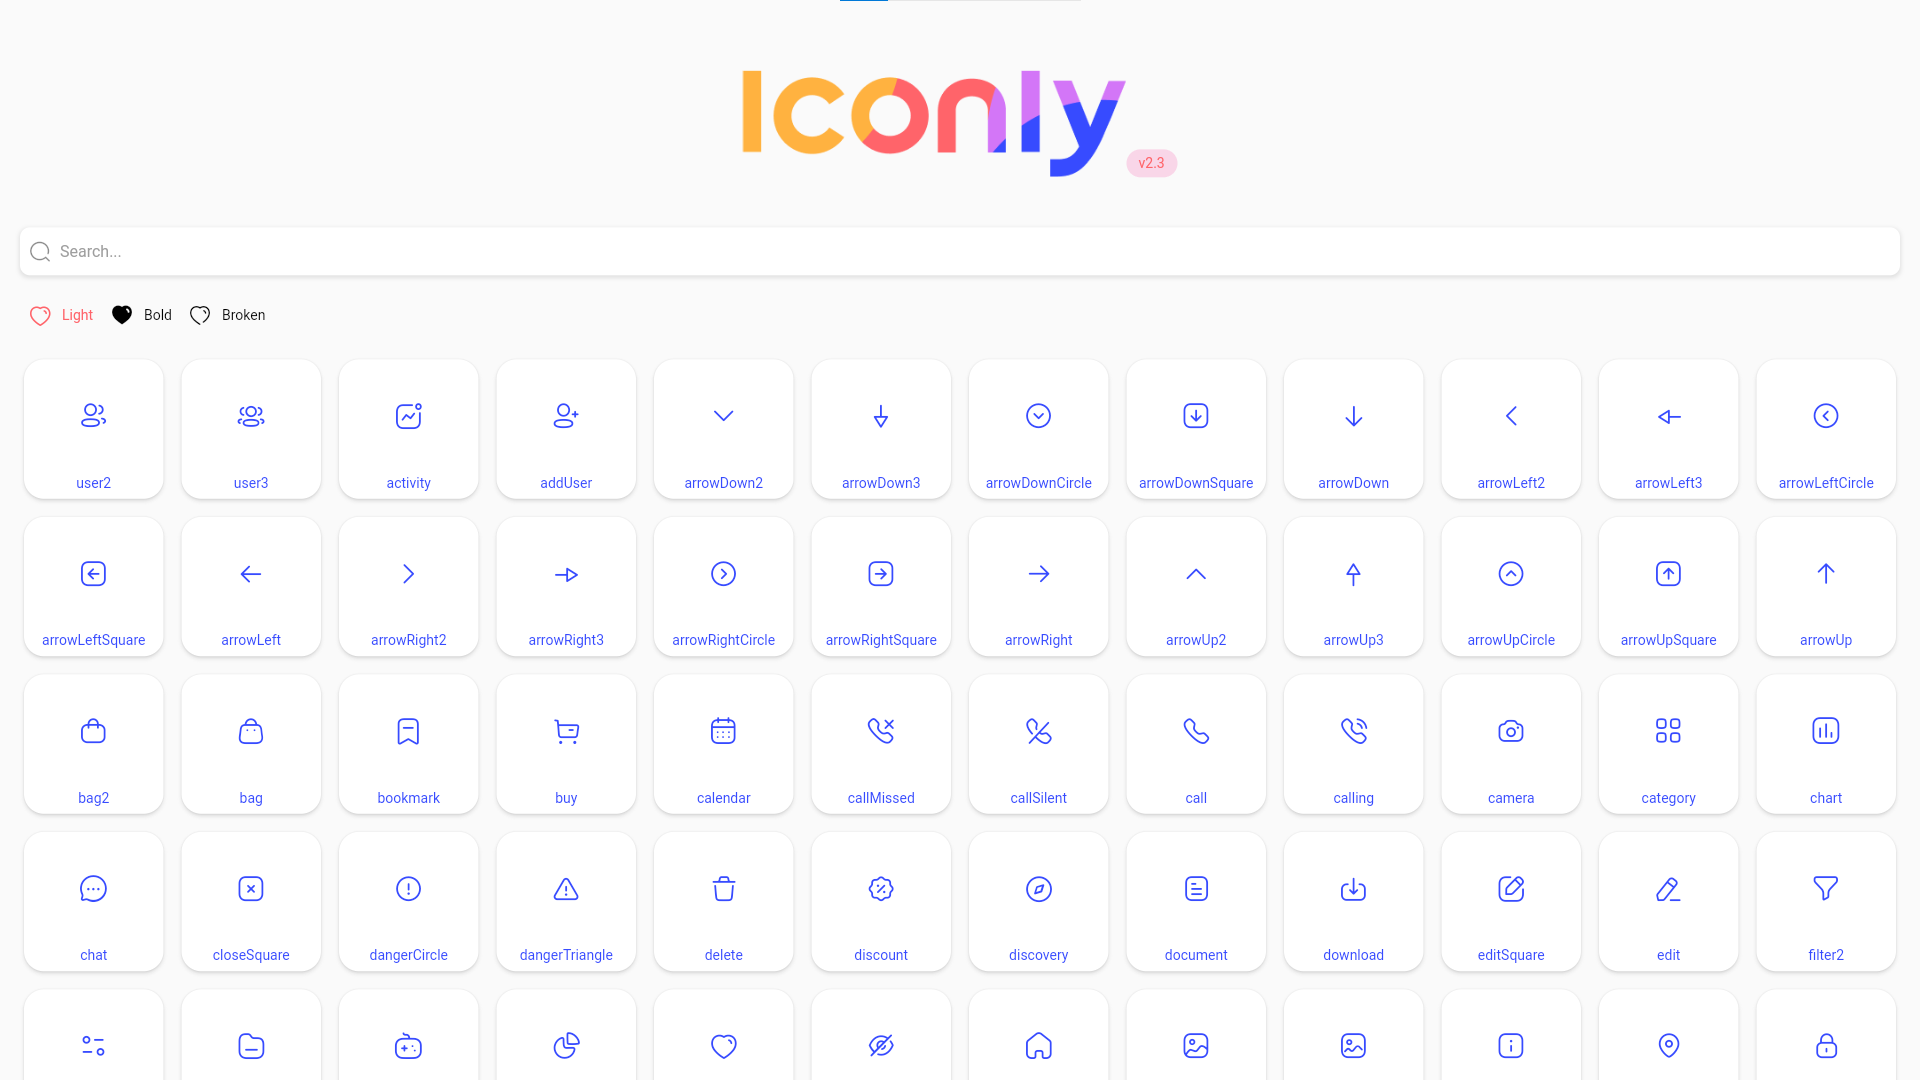 Iconly
v2.3
Search...
Light Bold Broken
user2 user3 activity addUser arrowDown2 arrowDown3 arrowDownCircle arrowDownSquare arrowDown arrowLeft2 arrowLeft3 arrowLeftCircle
arrowLeftSquare arrowLeft arrowRight2 arrowRight3 arrowRightCircle arrowRightSquare arrowRight arrowUp2 arrowUp3 arrowUpCircle arrowUpSquare arrowUp
bag2 bag bookmark buy calendar callMissed callSilent call calling camera category chart
chat closeSquare dangerCircle dangerTriangle delete discount discovery document download editSquare edit filter2